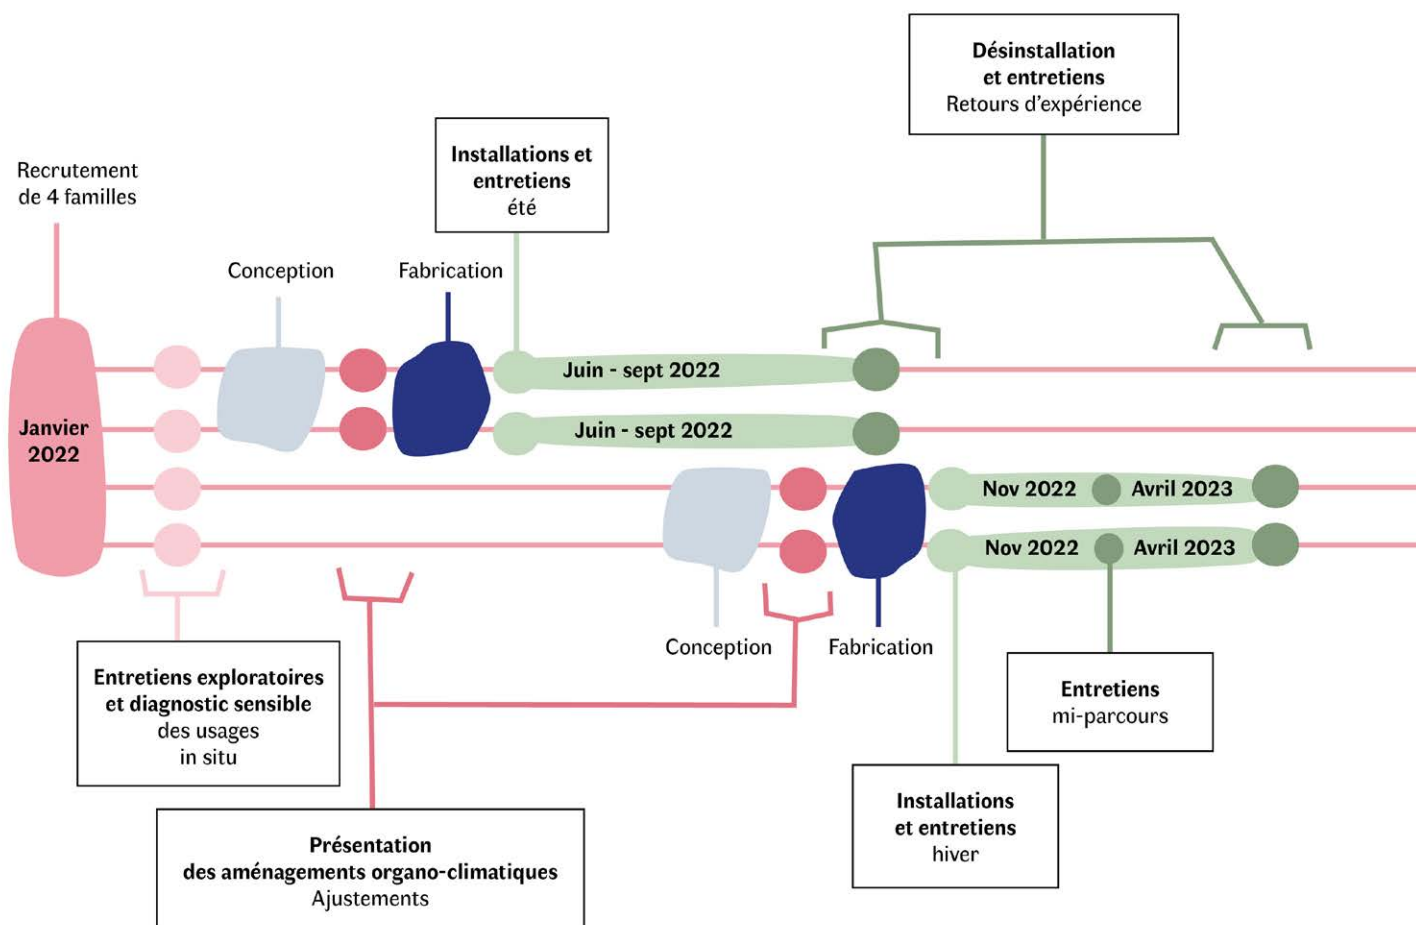 Désinstallation
et entretiens
Retours d'expérience
Installations et
entretiens
été
Recrutement
de 4 familles
Conception
Fabrication
Janvier
2022
Juin - sept 2022
Juin - sept 2022
Nov 2022
Avril 2023
Nov 2022
Avril 2023
Conception
Fabrication
Entretiens exploratoires
et diagnostic sensible
des usages
in situ
Entretiens
mi-parcours
Installations
et entretiens
hiver
Présentation
des aménagements organo-climatiques
Ajustements